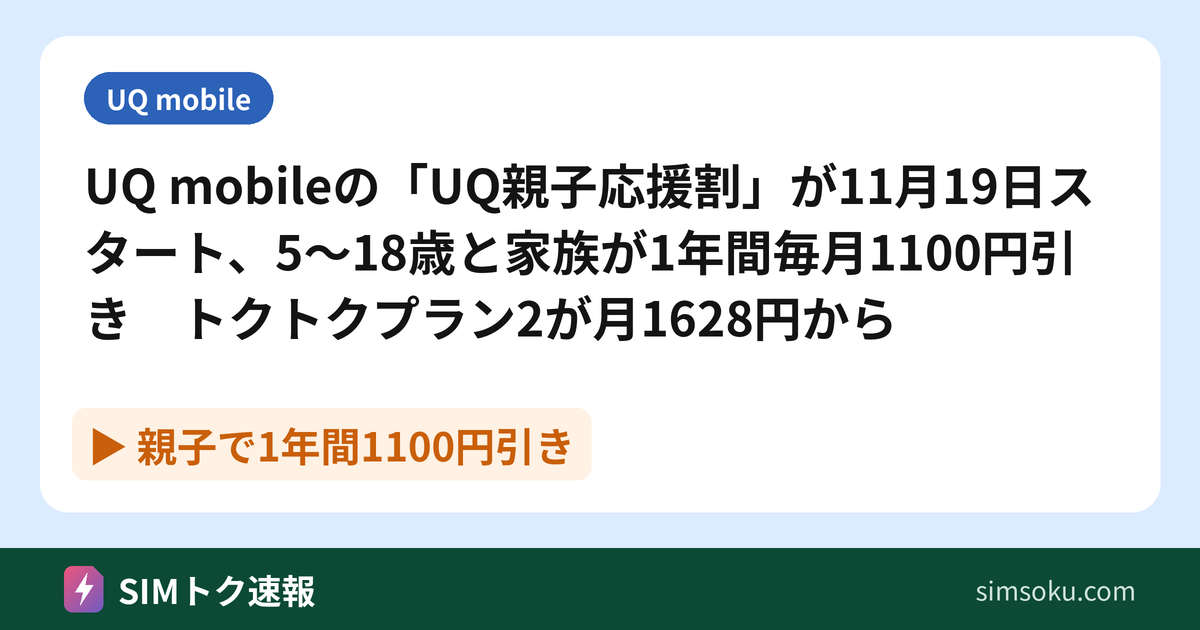 UQ mobile
UQ mobileの「UQ親子応援割」が11月19日ス
タート、5〜18歳と家族が1年間毎月1100円引
き　トクトクプラン2が月1628円から
▶ 親子で1年間1100円引き
SIMトク速報
simsoku.com